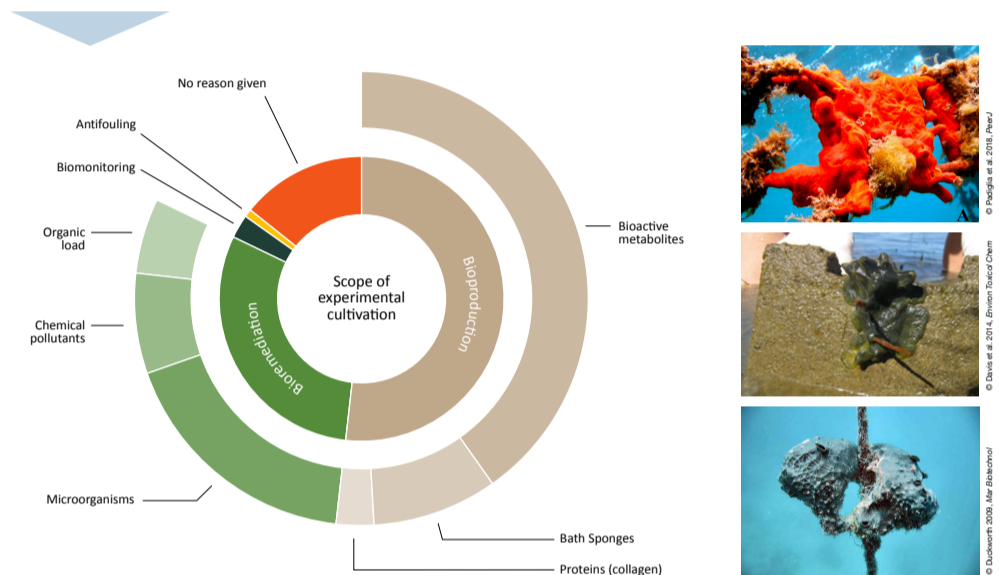 No reason given
Antifouling
Biomonitoring
Organic
load
Chemical
pollutants
Microorganisms
Scope of
experimental
cultivation
Bioproduction
Bioremediation
Bioactive
metabolites
Bath Sponges
Proteins (collagen)
A
© Padiglia et al. 2018, PeerJ
© Davis et al. 2014, Environ Toxicol Chem
© Duckworth 2009, Mar Biotechnol